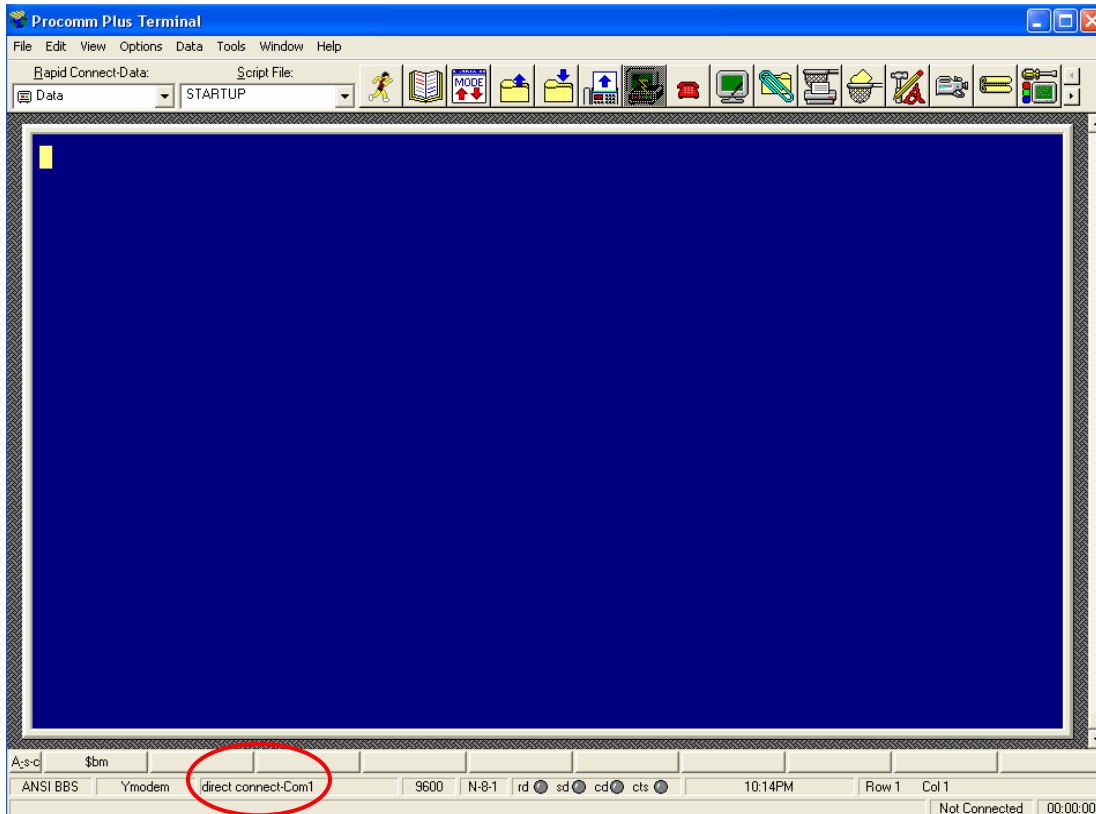 Procomm Plus Terminal
File Edit View Options Data Tools Window Help
Rapid Connect-Data: Script File:
Data STARTUP
MODE
A-s-c $bm
ANSI BBS Ymodem direct connect-Com1 9600 N-8-1 rd sd cd cts 10:14PM Row 1 Col 1
Not Connected 00:00:00